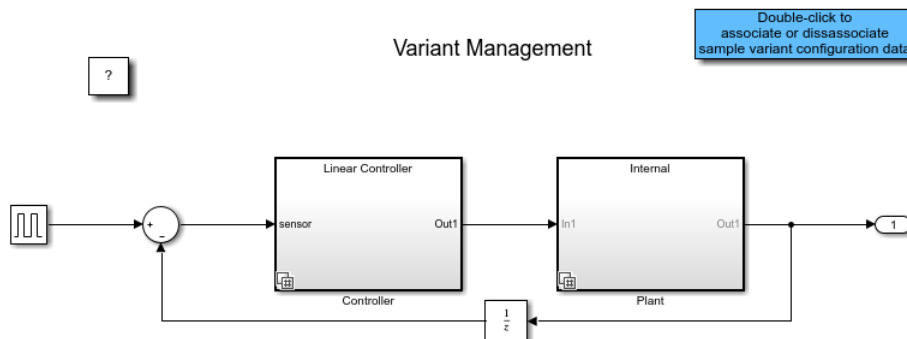 Double-click to
associate or dissassociate
sample variant configuration data
Variant Management
?
Linear Controller
Internal
+
−
sensor
Out1
In1
Out1
1
Controller
Plant
1
z